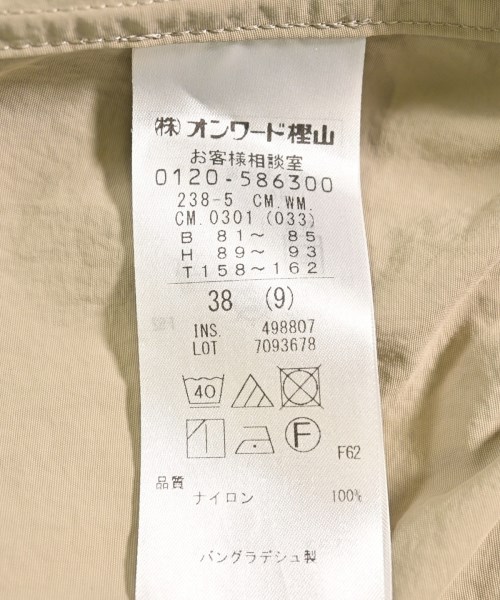 (株)オンワード樫山
お客様相談室
0120-586300
238-5 CM.WM.
CM.0301 (033)
B 81～ 85
H 89～ 93
T158～162
38 (9)
INS. 498807
LOT 7093678
40
F
F62
品質
ナイロン 100%
バングラデシュ製